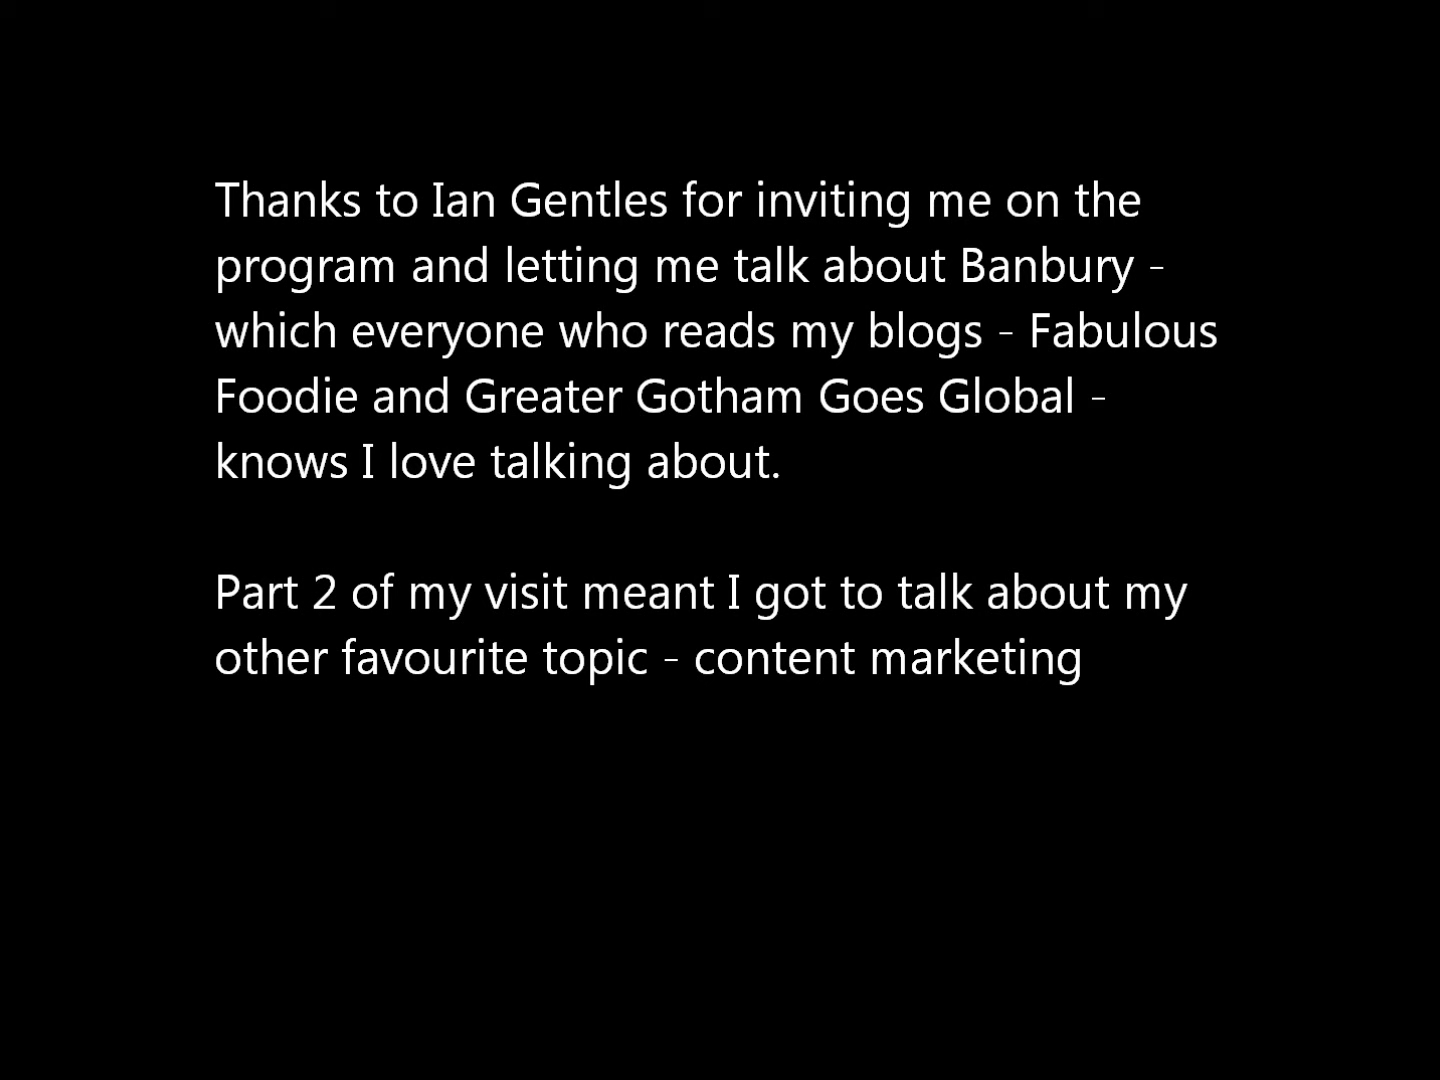 Thanks to Ian Gentles for inviting me on the
program and letting me talk about Banbury -
which everyone who reads my blogs - Fabulous
Foodie and Greater Gotham Goes Global -
knows I love talking about.
Part 2 of my visit meant I got to talk about my
other favourite topic - content marketing